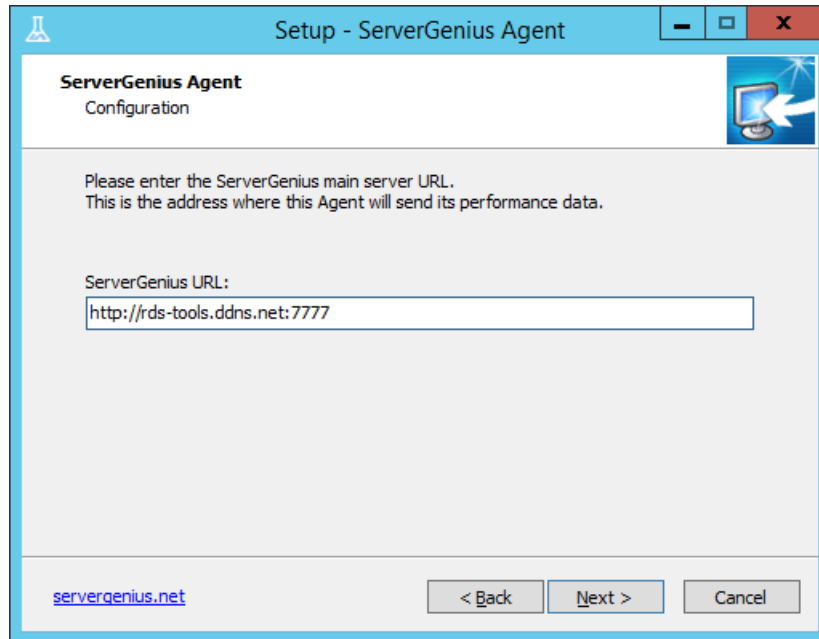 Setup - ServerGenius Agent
ServerGenius Agent
Configuration
Please enter the ServerGenius main server URL.
This is the address where this Agent will send its performance data.
ServerGenius URL:
http://rds-tools.ddns.net:7777
servergenius.net
< Back
Next >
Cancel